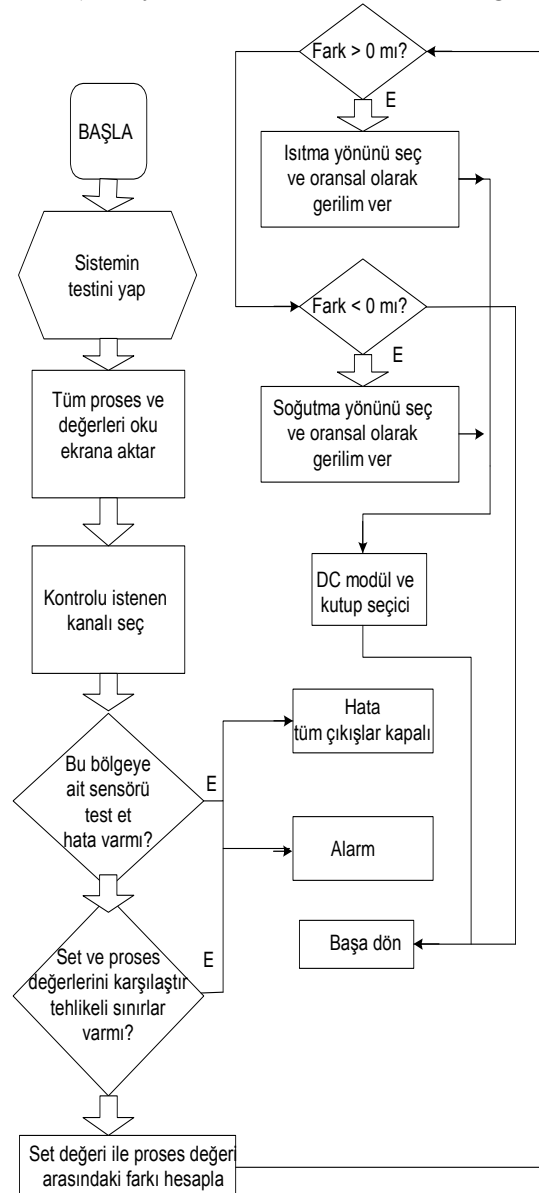 BAŞLA
Sistemin
testini yap
Tüm proses ve
değerleri oku
ekrana aktar
Kontrolu istenen
kanalı seç
Bu bölgeye
ait sensörü
test et
hata varmı?
E
Set ve proses
değerlerini karşılaştır
tehlikeli sınırlar
varmı?
E
Set değeri ile proses değeri
arasındaki farkı hesapla
Fark > 0 mı?
E
Isıtma yönünü seç
ve oransal olarak
gerilim ver
Fark < 0 mı?
E
Soğutma yönünü seç
ve oransal olarak
gerilim ver
DC modül ve
kutup seçici
Hata
tüm çıkışlar kapalı
Alarm
Başa dön